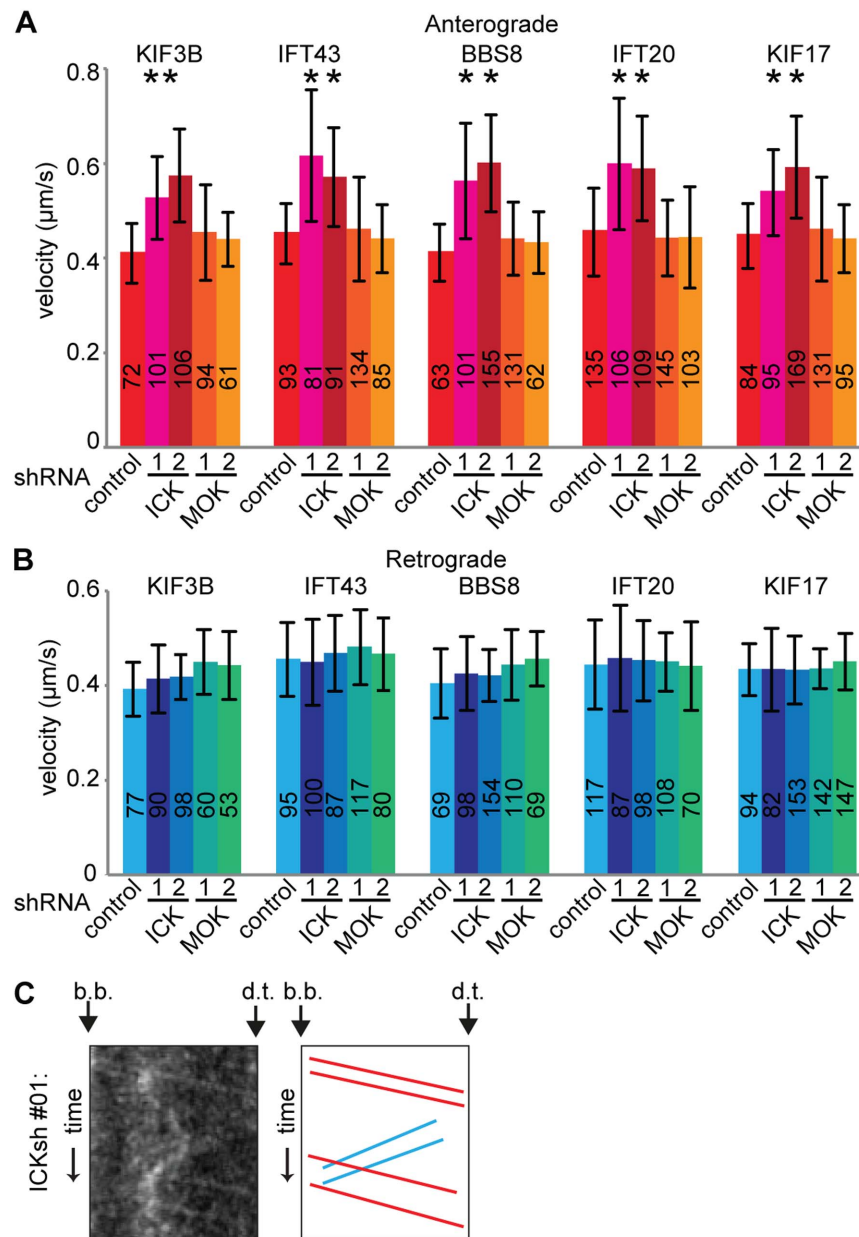 A
Anterograde
KIF3B IFT43 BBS8 IFT20 KIF17
** ** ** ** **
velocity (µm/s)
0.8
0.6
0.4
0.2
0
72 101 106 94 61 93 81 91 134 85 63 101 155 131 62 135 106 109 145 103 84 95 169 131 95
shRNA control 1 2 1 2 control 1 2 1 2 control 1 2 1 2 control 1 2 1 2 control 1 2 1 2
ICK MOK ICK MOK ICK MOK ICK MOK ICK MOK
B
Retrograde
KIF3B IFT43 BBS8 IFT20 KIF17
velocity (µm/s)
0.6
0.4
0.2
0
77 90 98 60 53 95 100 87 117 80 69 98 154 110 69 117 87 98 108 70 94 82 153 142 147
shRNA control 1 2 1 2 control 1 2 1 2 control 1 2 1 2 control 1 2 1 2 control 1 2 1 2
ICK MOK ICK MOK ICK MOK ICK MOK ICK MOK
C
b.b. d.t. b.b. d.t.
ICKsh #01:
time
time